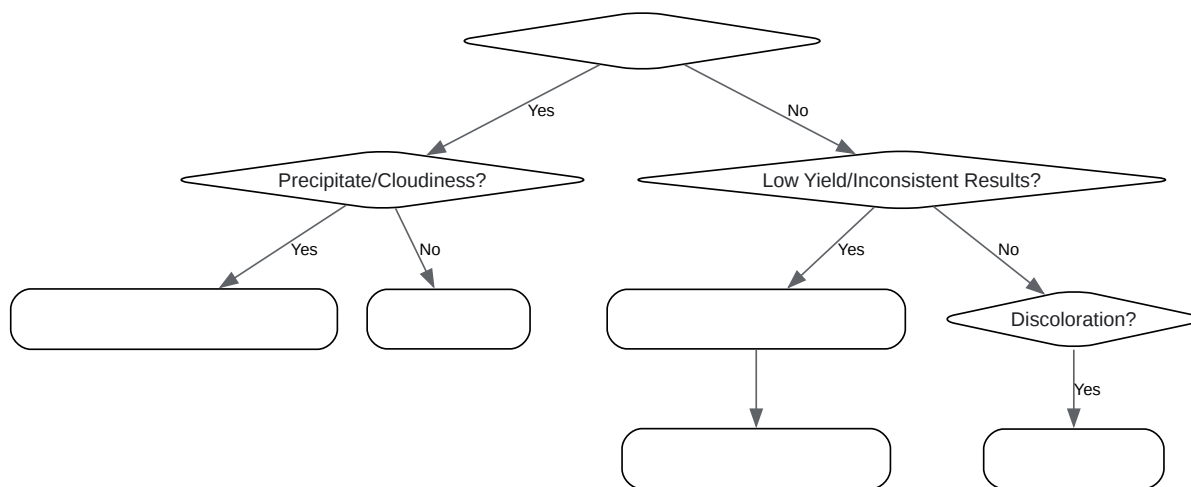 Yes
No
Precipitate/Cloudiness?
Low Yield/Inconsistent Results?
Yes
No
Yes
No
Discoloration?
Yes